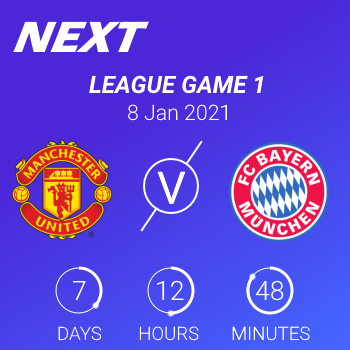 NEXT
LEAGUE GAME 1
8 Jan 2021
MANCHESTER
UNITED
V
FC BAYERN
MÜNCHEN
7
12
48
DAYS
HOURS
MINUTES